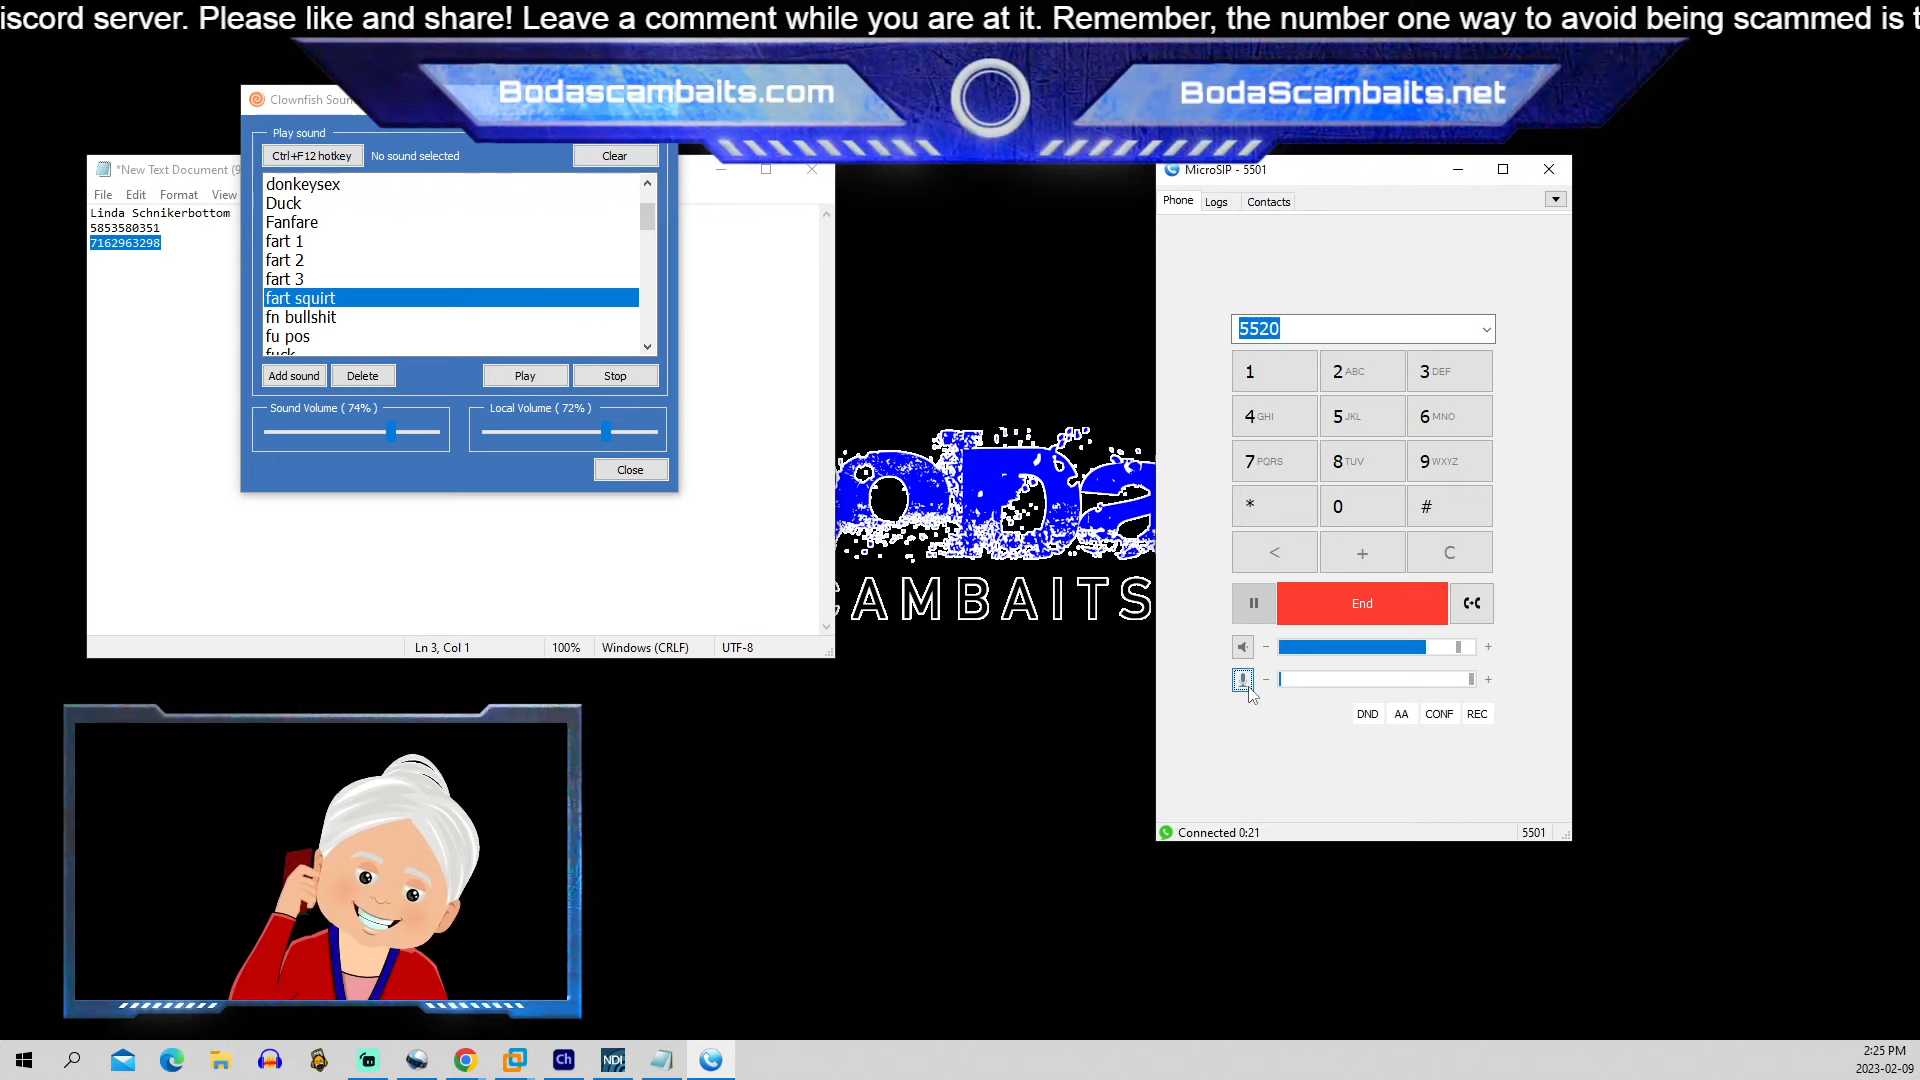 iscord server. Please like and share! Leave a comment while you are at it. Remember, the number one way to avoid being scammed is t
Bodascambaits.com
BodaScambaits.net
Clownfish Soun
Play sound
Ctrl+F12 hotkey
No sound selected
Clear
donkeysex
Duck
Fanfare
fart 1
fart 2
fart 3
fart squirt
fn bullshit
fu pos
fuck
Add sound
Delete
Play
Stop
Sound Volume ( 74% )
Local Volume ( 72% )
Close
*New Text Document (9
File Edit Format View
Linda Schnikerbottom
5853580351
7162963298
Ln 3, Col 1
100%
Windows (CRLF)
UTF-8
oDa
CAMBAITS
MicroSIP - 5501
Phone Logs Contacts
5520
1 2 ABC 3 DEF
4 GHI 5 JKL 6 MNO
7 PQRS 8 TUV 9 WXYZ
* 0 #
< + C
End
- +
- +
DND AA CONF REC
Connected 0:21
5501
Ch
NDI
2:25 PM
2023-02-09